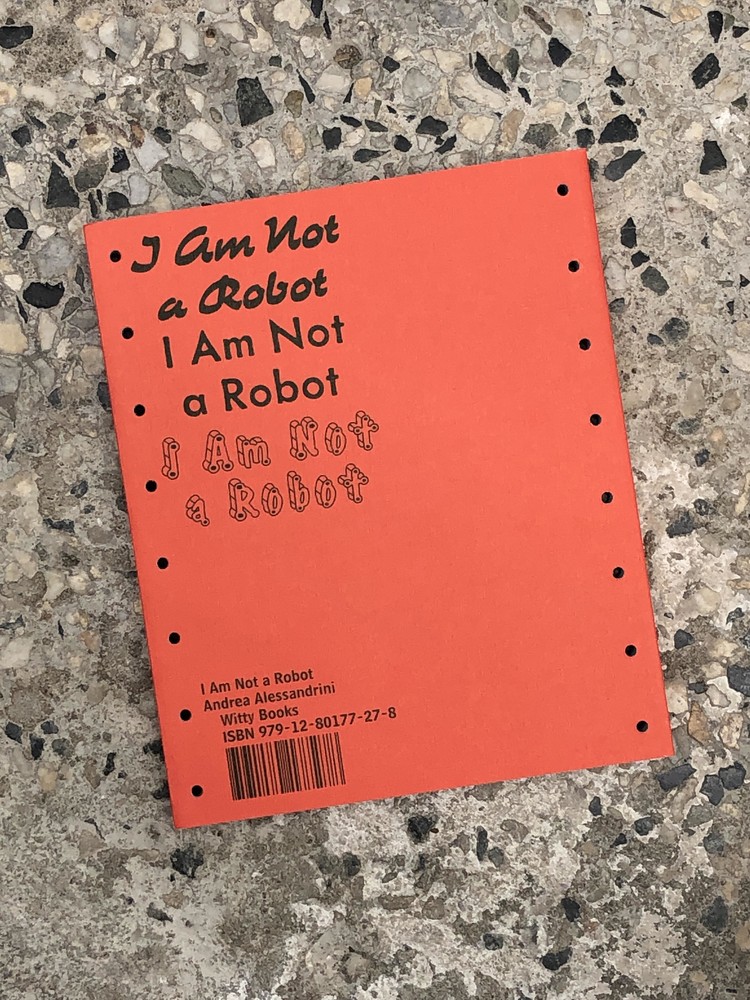 I Am Not
a Robot
I Am Not
a Robot
I Am Not
a Robot
I Am Not a Robot
Andrea Alessandrini
Witty Books
ISBN 979-12-80177-27-8